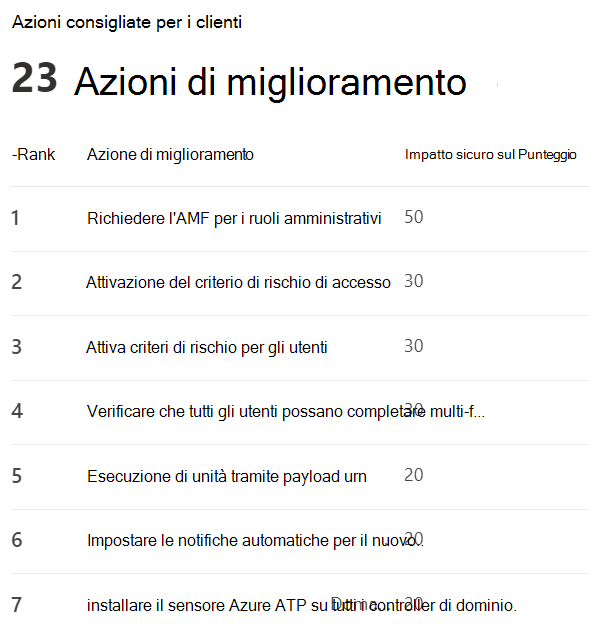 Azioni consigliate per i clienti
23 Azioni di miglioramento
-Rank Azione di miglioramento Impatto sicuro sul Punteggio
1 Richiedere l'AMF per i ruoli amministrativi 50
2 Attivazione del criterio di rischio di accesso 30
3 Attiva criteri di rischio per gli utenti 30
4 Verificare che tutti gli utenti possano completare multi-f... 30
5 Esecuzione di unità tramite payload urn 20
6 Impostare le notifiche automatiche per il nuovo.. 20
7 installare il sensore Azure ATP su tutti i controller di dominio. 20